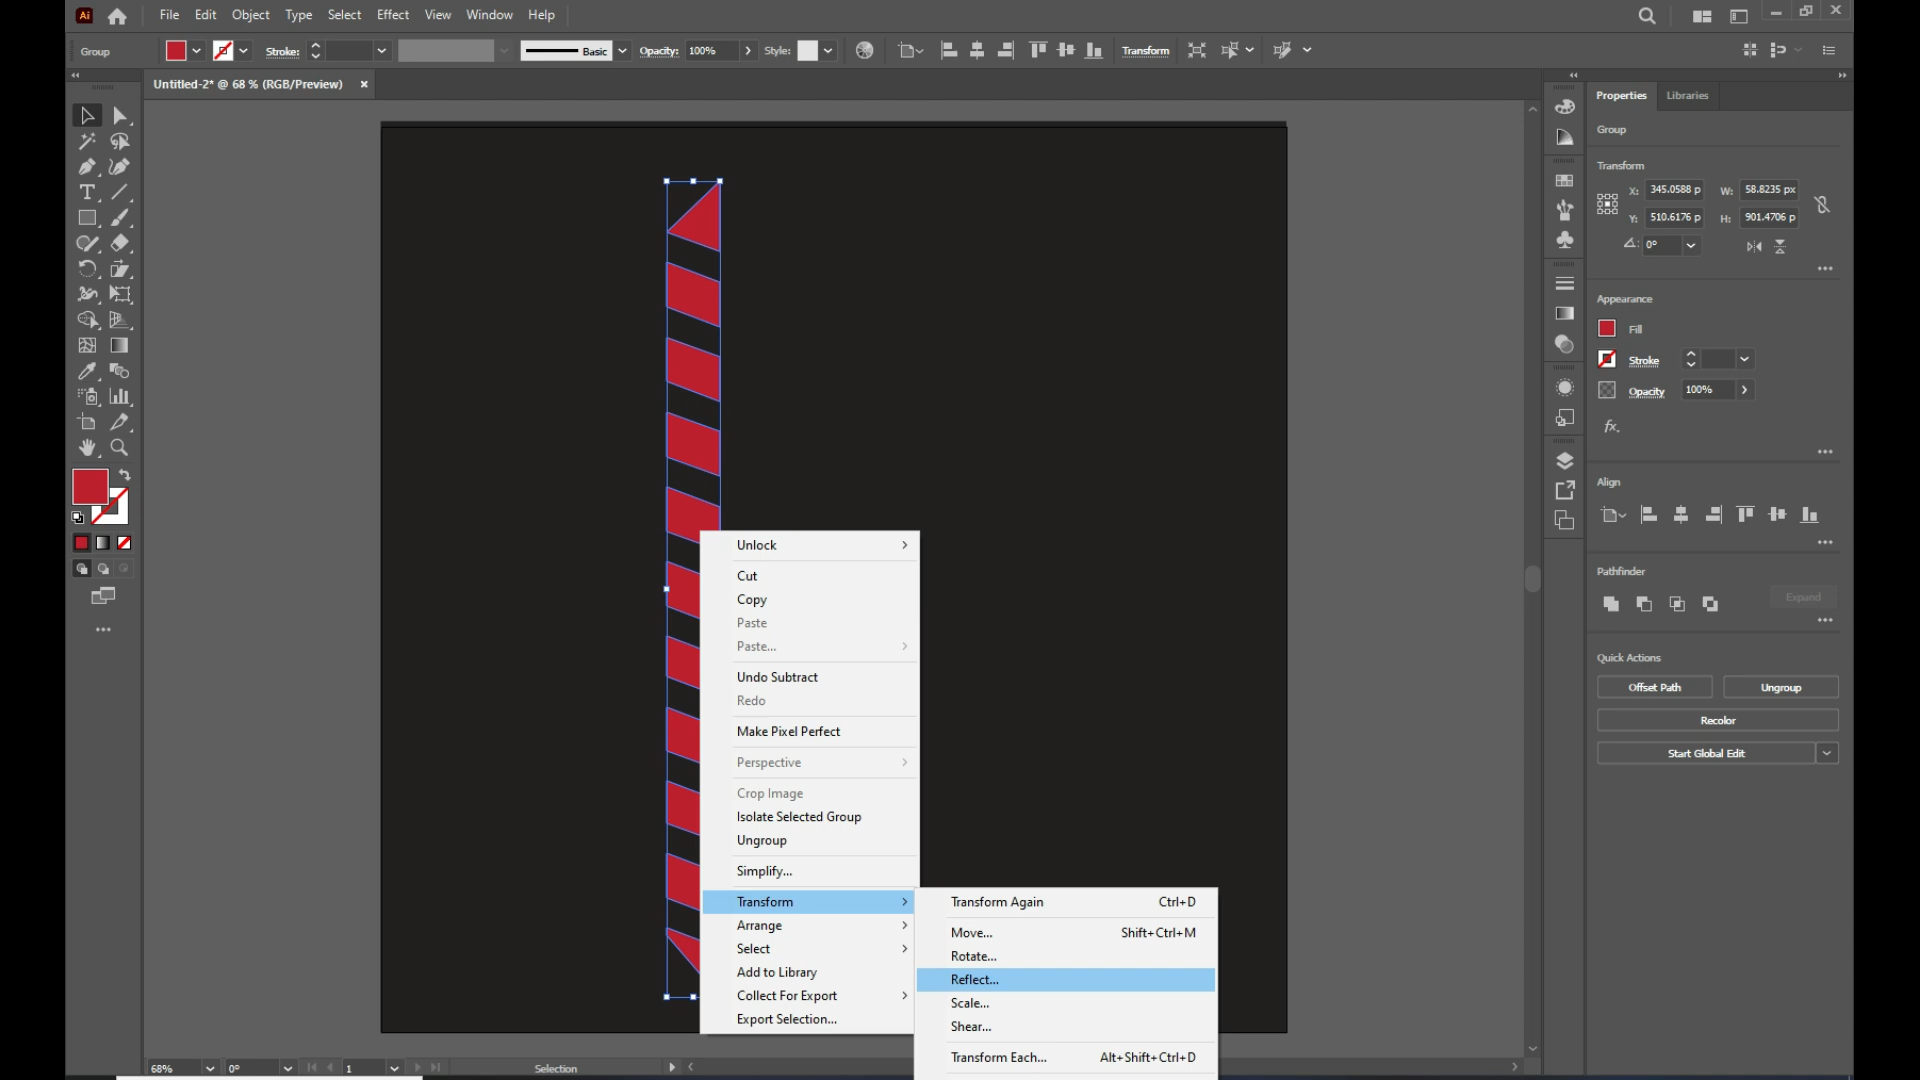 Ai File Edit Object Type Select Effect View Window Help
Group Stroke: Basic Opacity: 100% Style: Transform
Untitled-2* @ 68 % (RGB/Preview) ×
Properties Libraries
Group
Transform
X: 345.0588 p W: 58.8235 px
Y: 510.6176 p H: 901.4706 p
0°
Appearance
Fill
Stroke
Opacity 100%
fx.
Align
Pathfinder
Expand
Quick Actions
Offset Path Ungroup
Recolor
Start Global Edit
Unlock
Cut
Copy
Paste
Paste...
Undo Subtract
Redo
Make Pixel Perfect
Perspective
Crop Image
Isolate Selected Group
Ungroup
Simplify...
Transform
Arrange
Select
Add to Library
Collect For Export
Export Selection...
Transform Again Ctrl+D
Move... Shift+Ctrl+M
Rotate...
Reflect...
Scale...
Shear...
Transform Each... Alt+Shift+Ctrl+D
68% 0° 1 Selection